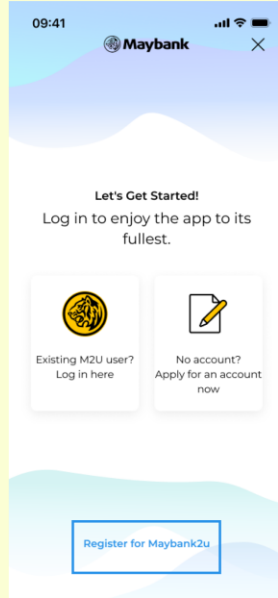 09:41
Maybank
Let's Get Started!
Log in to enjoy the app to its
fullest.
Existing M2U user?
Log in here
No account?
Apply for an account
now
Register for Maybank2u